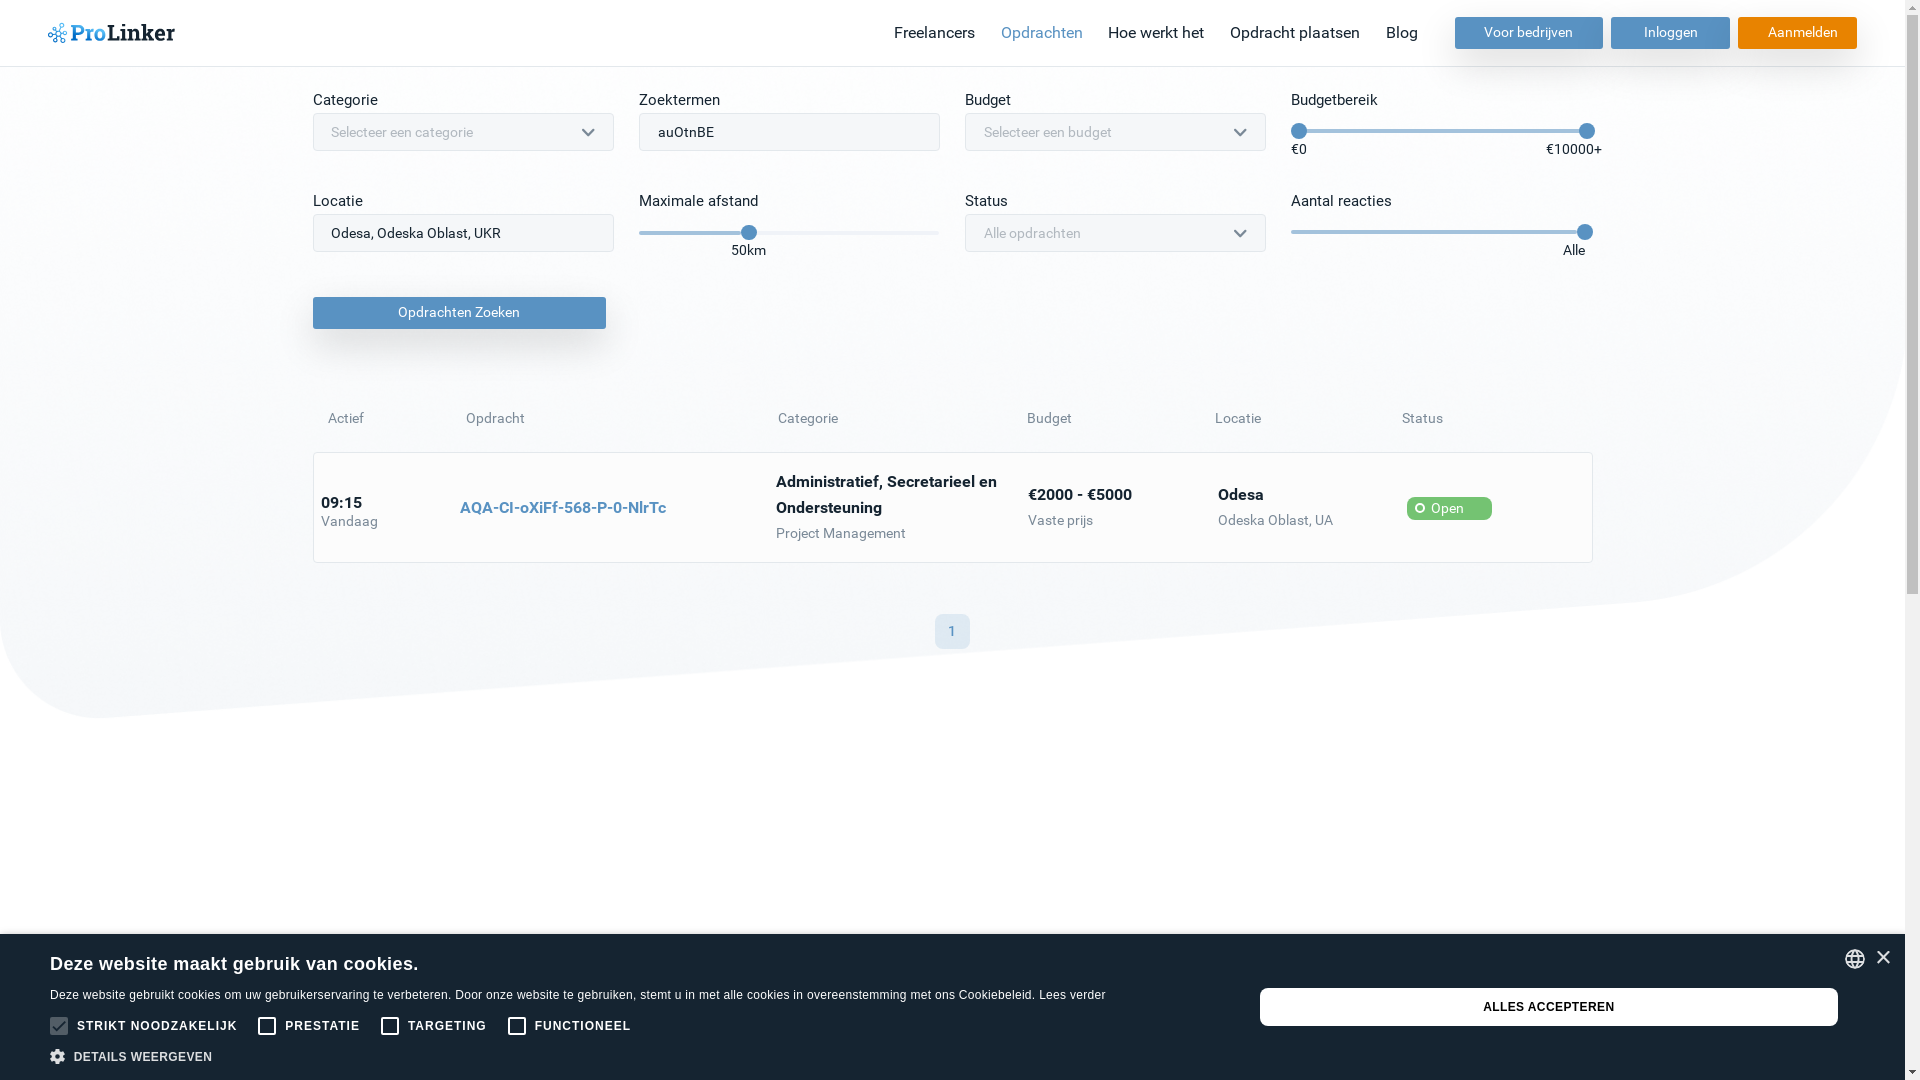 ProLinker
Freelancers
Opdrachten
Hoe werkt het
Opdracht plaatsen
Blog
Voor bedrijven
Inloggen
Aanmelden
Categorie
Zoektermen
Budget
Budgetbereik
Selecteer een categorie
auOtnBE
Selecteer een budget
€0
€10000+
Locatie
Maximale afstand
Status
Aantal reacties
Odesa, Odeska Oblast, UKR
50km
Alle opdrachten
Alle
Opdrachten Zoeken
Actief
Opdracht
Categorie
Budget
Locatie
Status
09:15
Vandaag
AQA-CI-oXiFf-568-P-0-NlrTc
Administratief, Secretarieel en
Ondersteuning
Project Management
€2000 - €5000
Vaste prijs
Odesa
Odeska Oblast, UA
Open
1
Deze website maakt gebruik van cookies.
Deze website gebruikt cookies om uw gebruikerservaring te verbeteren. Door onze website te gebruiken, stemt u in met alle cookies in overeenstemming met ons Cookiebeleid. Lees verder
STRIKT NOODZAKELIJK
PRESTATIE
TARGETING
FUNCTIONEEL
DETAILS WEERGEVEN
ALLES ACCEPTEREN
×